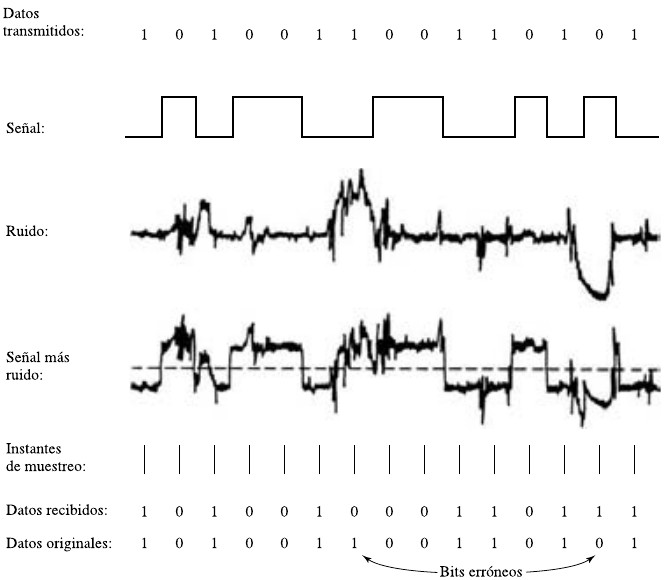 Datos
transmitidos: 1 0 1 0 0 1 1 0 0 1 1 0 1 0 1
Señal:
Ruido:
Señal más
ruido:
Instantes
de muestreo:
Datos recibidos: 1 0 1 0 0 1 0 0 0 1 1 0 1 1 1
Datos originales: 1 0 1 0 0 1 1 0 0 1 1 0 1 0 1
Bits erróneos